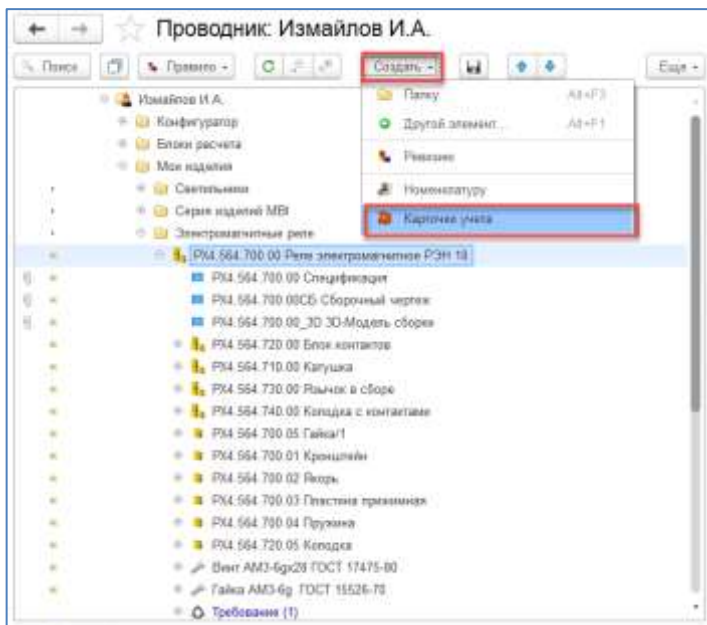 Проводник: Измайлов И.А.
Поиск Правило Создать Еще
Папку Alt+F3
Другой элемент... Alt+F1
Ревизию
Номенклатуру
Карточки учета
Измайлов И.А.
Конфигуратор
Блоки расчета
Мои изделия
Светильники
Серия изделий MBI
Электромагнитные реле
РХ4.564.700.00 Реле электромагнитное РЭН 18
РХ4.564.700.00 Спецификация
РХ4.564.700.00СБ Сборочный чертеж
РХ4.564.700.00_3D 3D-Модель сборки
РХ4.564.720.00 Блок контактов
РХ4.564.710.00 Катушка
РХ4.564.730.00 Язычок в сборе
РХ4.564.740.00 Колодка с контактами
РХ4.564.700.05 Гайка/1
РХ4.564.700.01 Кронштейн
РХ4.564.700.02 Якорь
РХ4.564.700.03 Пластина прижимная
РХ4.564.700.04 Пружина
РХ4.564.720.05 Колодка
Винт АМ3-6gx28 ГОСТ 17475-80
Гайка АМ3-6g ГОСТ 15526-70
Требования (1)